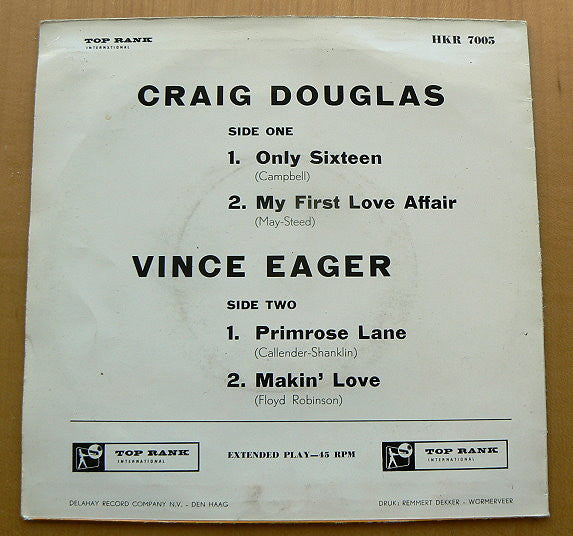 TOP RANK HKR 7005
INTERNATIONAL
CRAIG DOUGLAS
SIDE ONE
1. Only Sixteen
(Campbell)
2. My First Love Affair
(May-Steed)
VINCE EAGER
SIDE TWO
1. Primrose Lane
(Callender-Shanklin)
2. Makin' Love
(Floyd Robinson)
TOP RANK EXTENDED PLAY—45 RPM TOP RANK
INTERNATIONAL INTERNATIONAL
DELAHAY RECORD COMPANY N.V. - DEN HAAG DRUK: REMMERT DEKKER - WORMERVEER